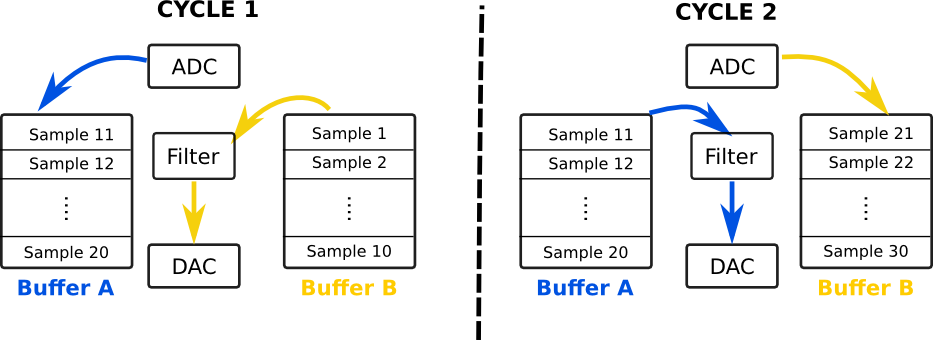 CYCLE 1
ADC
Sample 11
Sample 12
⋮
Sample 20
Buffer A
Filter
DAC
Sample 1
Sample 2
⋮
Sample 10
Buffer B
CYCLE 2
ADC
Sample 11
Sample 12
⋮
Sample 20
Buffer A
Filter
DAC
Sample 21
Sample 22
⋮
Sample 30
Buffer B